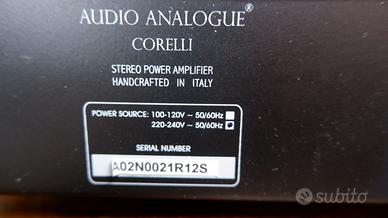 AUDIO ANALOGUE®
CORELLI
STEREO POWER AMPLIFIER
HANDCRAFTED IN ITALY
POWER SOURCE: 100-120V ~ 50/60Hz
220-240V ~ 50/60Hz
SERIAL NUMBER
A02N0021R12S
subito